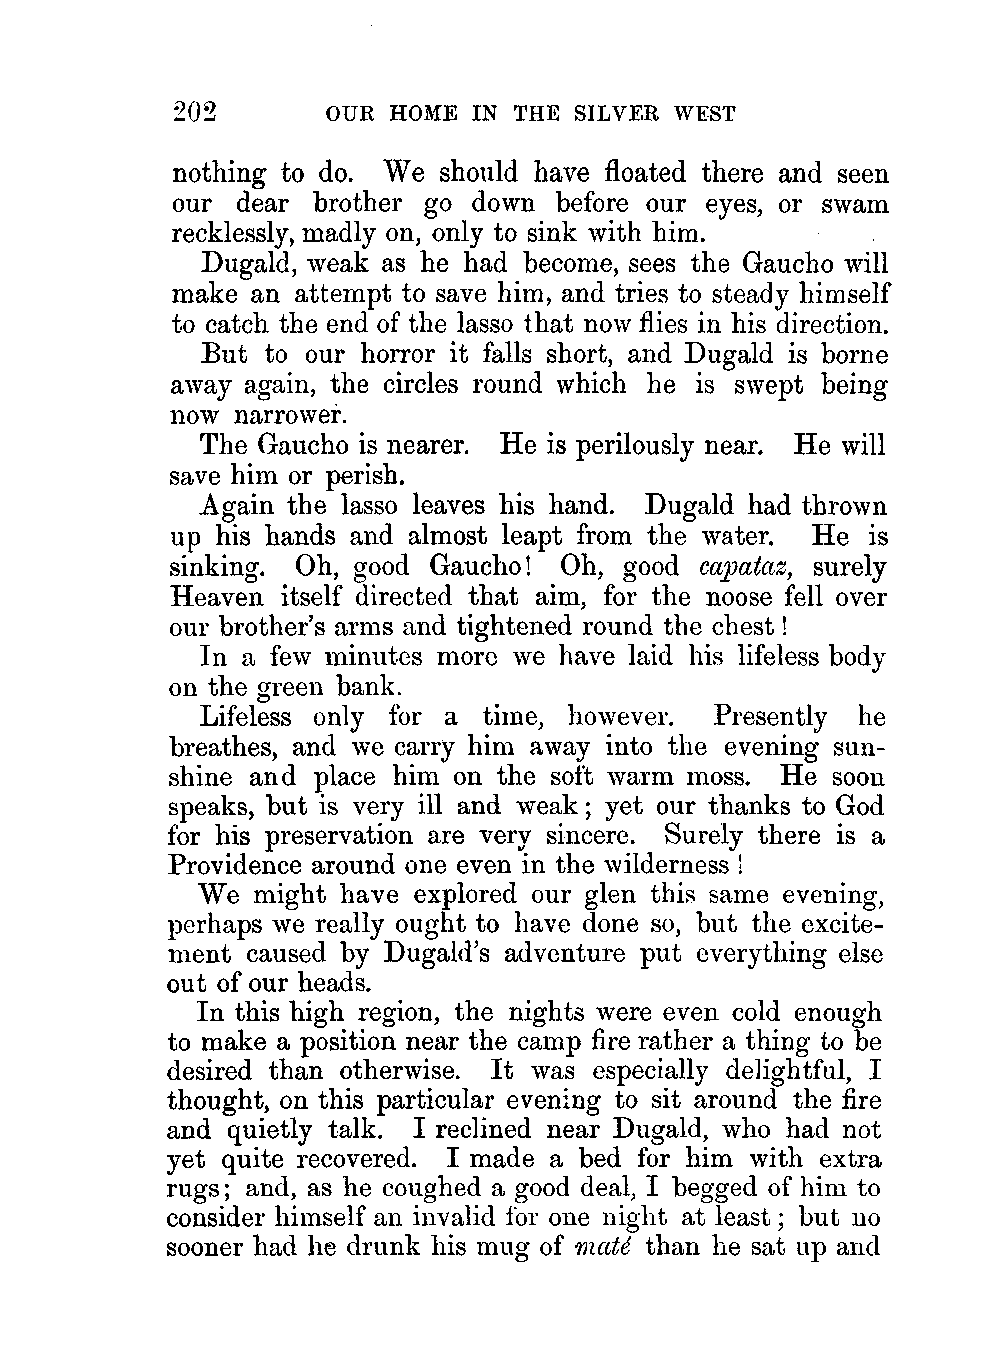 202 OUR HOME IN THE SILVER WEST
nothing to do. We should have floated there and seen
our dear brother go down before our eyes, or swam
recklessly, madly on, only to sink with him.
Dugald, weak as he had become, sees the Gaucho will
make an attempt to save him, and tries to steady himself
to catch the end of the lasso that now flies in his direction.
But to our horror it falls short, and Dugald is borne
away again, the circles round which he is swept being
now narrower.
The Gaucho is nearer. He is perilously near. He will
save him or perish.
Again the lasso leaves his hand. Dugald had thrown
up his hands and almost leapt from the water. He is
sinking. Oh, good Gaucho! Oh, good capataz, surely
Heaven itself directed that aim, for the noose fell over
our brother's arms and tightened round the chest!
In a few minutes more we have laid his lifeless body
on the green bank.
Lifeless only for a time, however. Presently he
breathes, and we carry him away into the evening sun-
shine and place him on the soft warm moss. He soon
speaks, but is very ill and weak; yet our thanks to God
for his preservation are very sincere. Surely there is a
Providence around one even in the wilderness!
We might have explored our glen this same evening,
perhaps we really ought to have done so, but the excite-
ment caused by Dugald's adventure put everything else
out of our heads.
In this high region, the nights were even cold enough
to make a position near the camp fire rather a thing to be
desired than otherwise. It was especially delightful, I
thought, on this particular evening to sit around the fire
and quietly talk. I reclined near Dugald, who had not
yet quite recovered. I made a bed for him with extra
rugs; and, as he coughed a good deal, I begged of him to
consider himself an invalid for one night at least; but no
sooner had he drunk his mug of maté than he sat up and